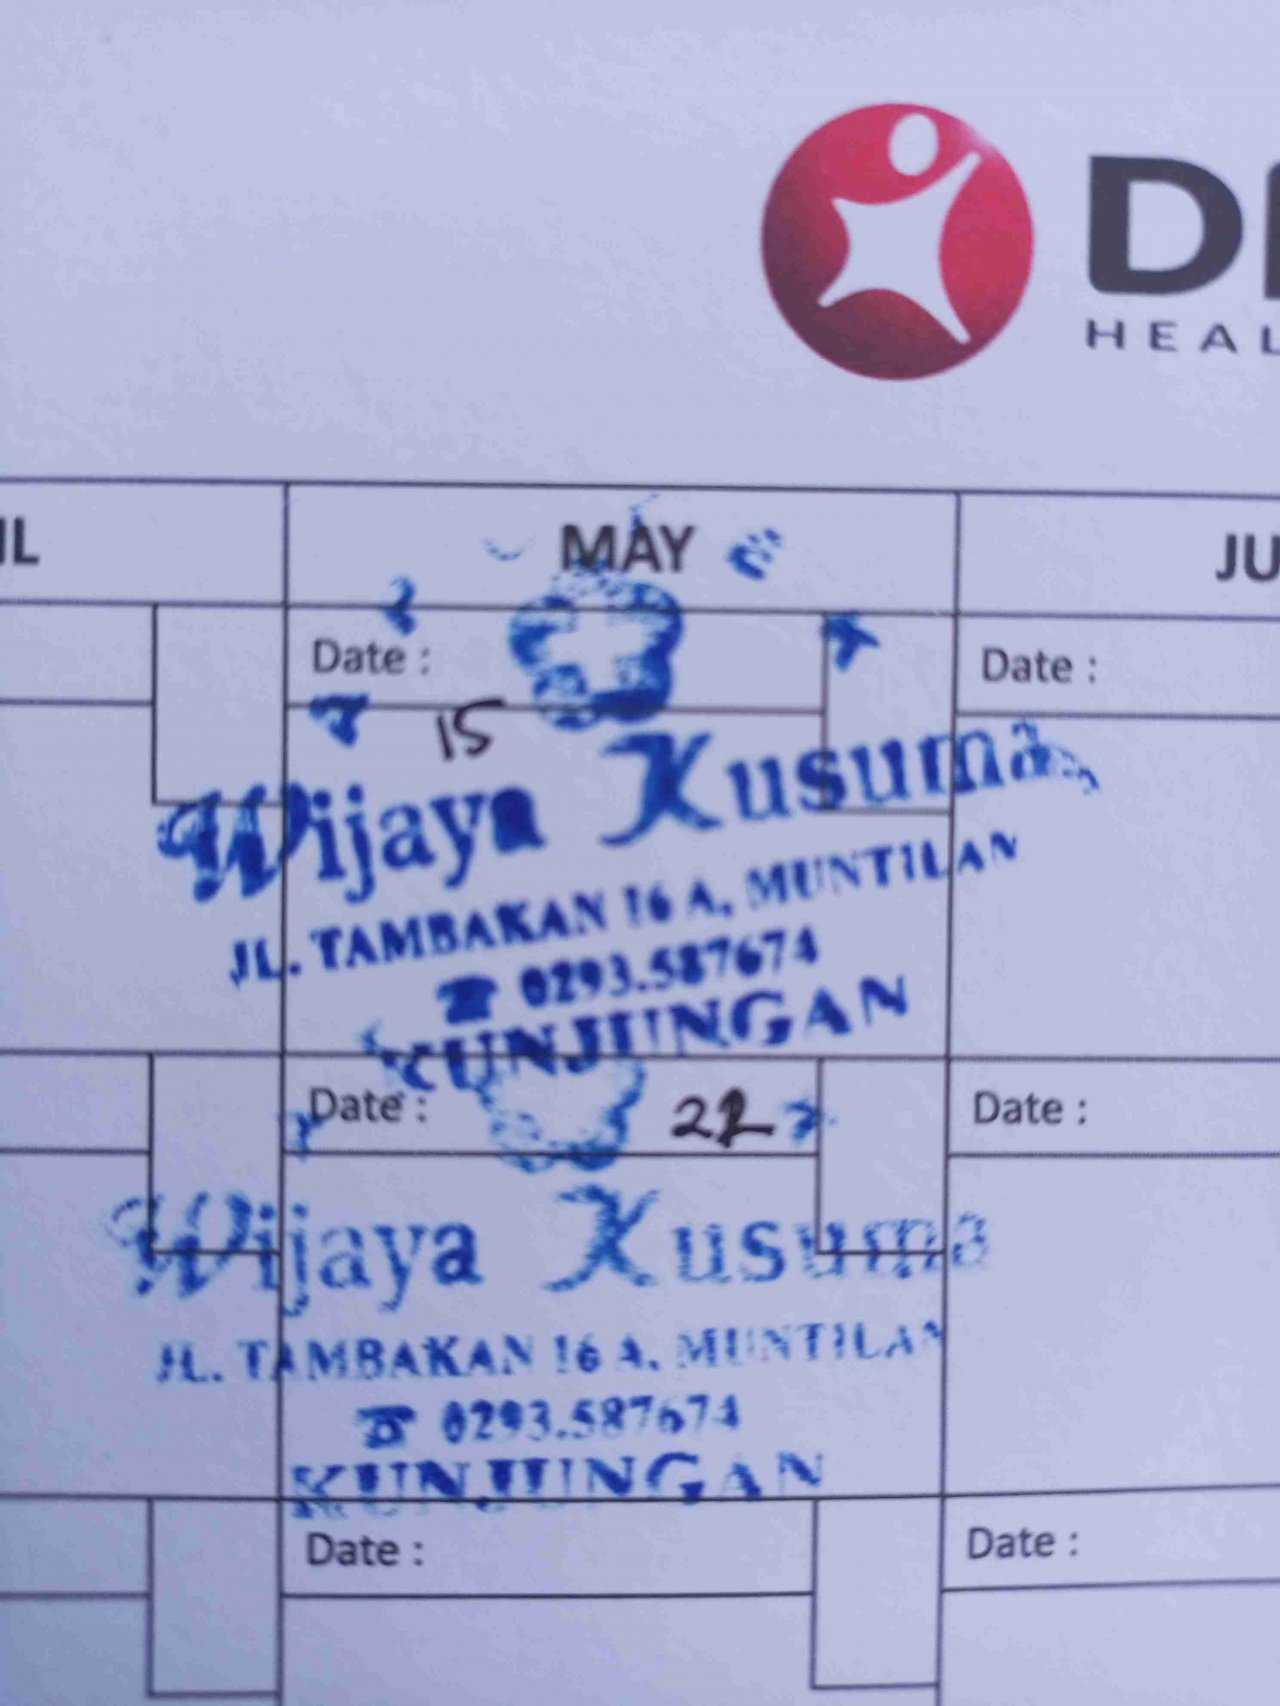 D
HEAL
IL
MAY
JU
Date :
Date :
15
Wijaya Kusuma
JL. TAMBAKAN 16 A, MUNTILAN
☎ 0293.587674
KUNJUNGAN
Date :
22
Date :
Wijaya Kusuma
JL. TAMBAKAN 16 A, MUNTILAN
☎ 0293.587674
KUNJUNGAN
Date :
Date :